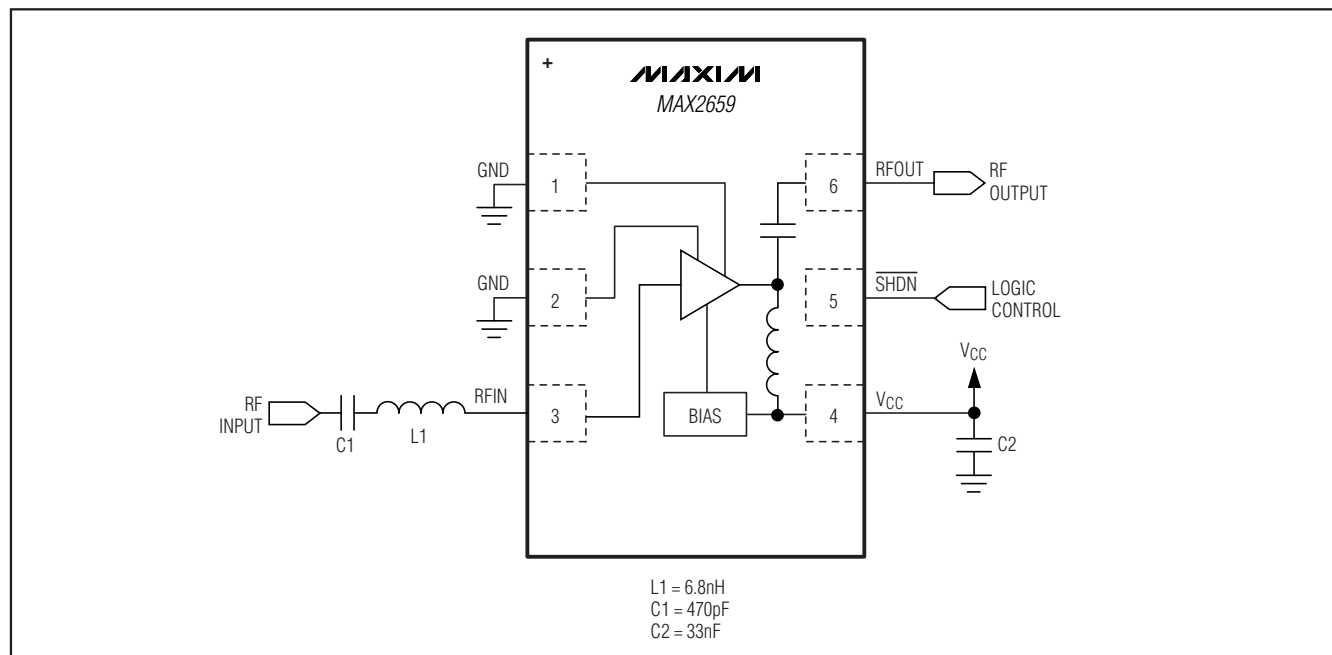 +
MAXIM
MAX2659
GND
1
6
RFOUT
RF
OUTPUT
GND
2
5
SHDN
LOGIC
CONTROL
RF
INPUT
C1
L1
RFIN
3
BIAS
4
VCC
VCC
C2
L1 = 6.8nH
C1 = 470pF
C2 = 33nF